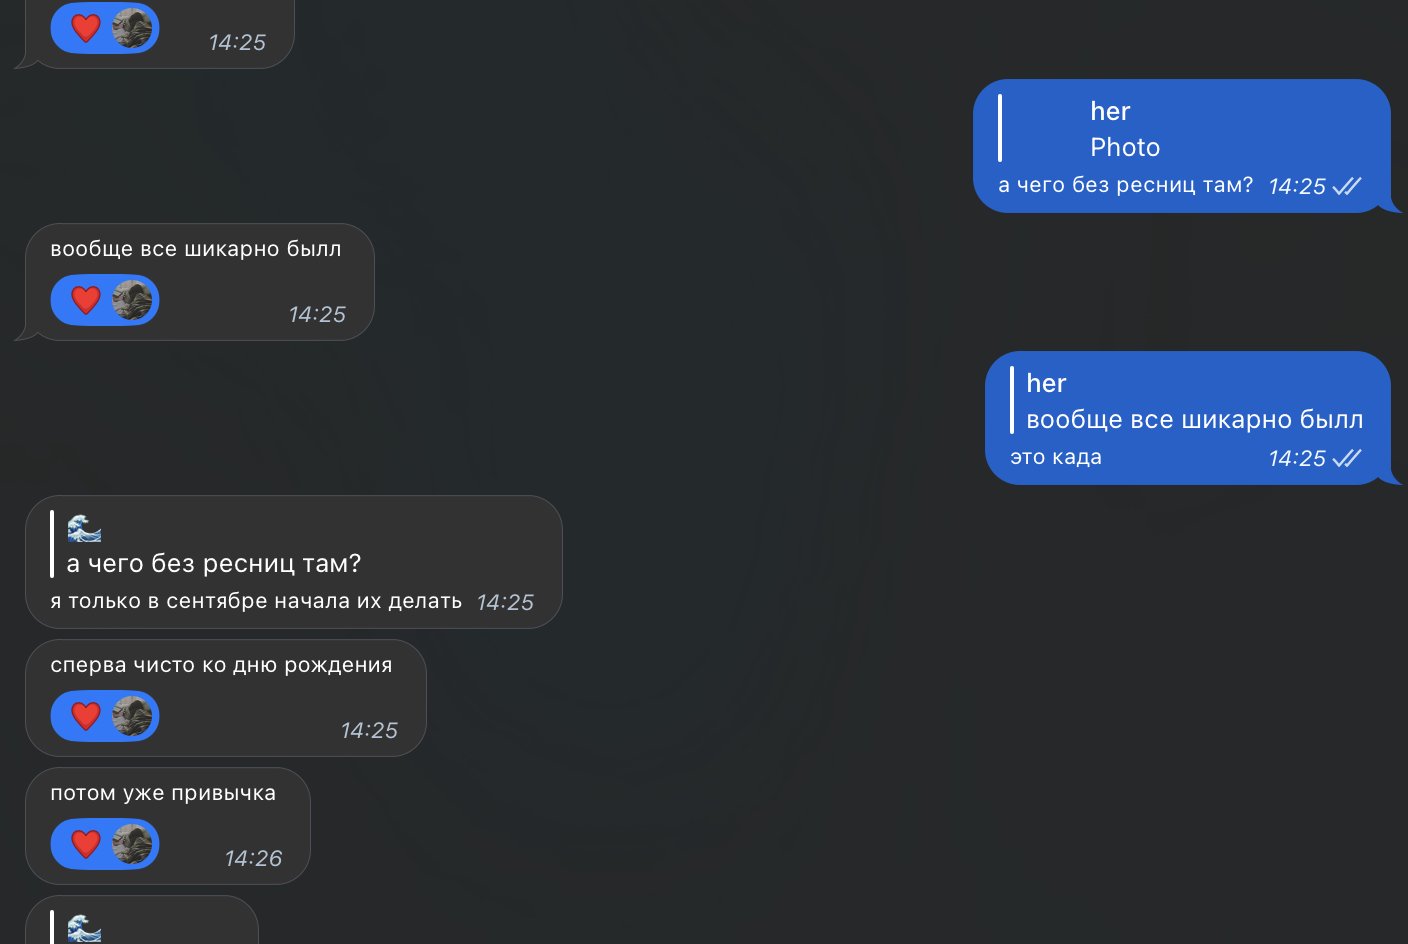 14:25
her
Photo
а чего без ресниц там? 14:25
вообще все шикарно былл
14:25
her
вообще все шикарно былл
это када 14:25
а чего без ресниц там?
я только в сентябре начала их делать 14:25
сперва чисто ко дню рождения
14:25
потом уже привычка
14:26